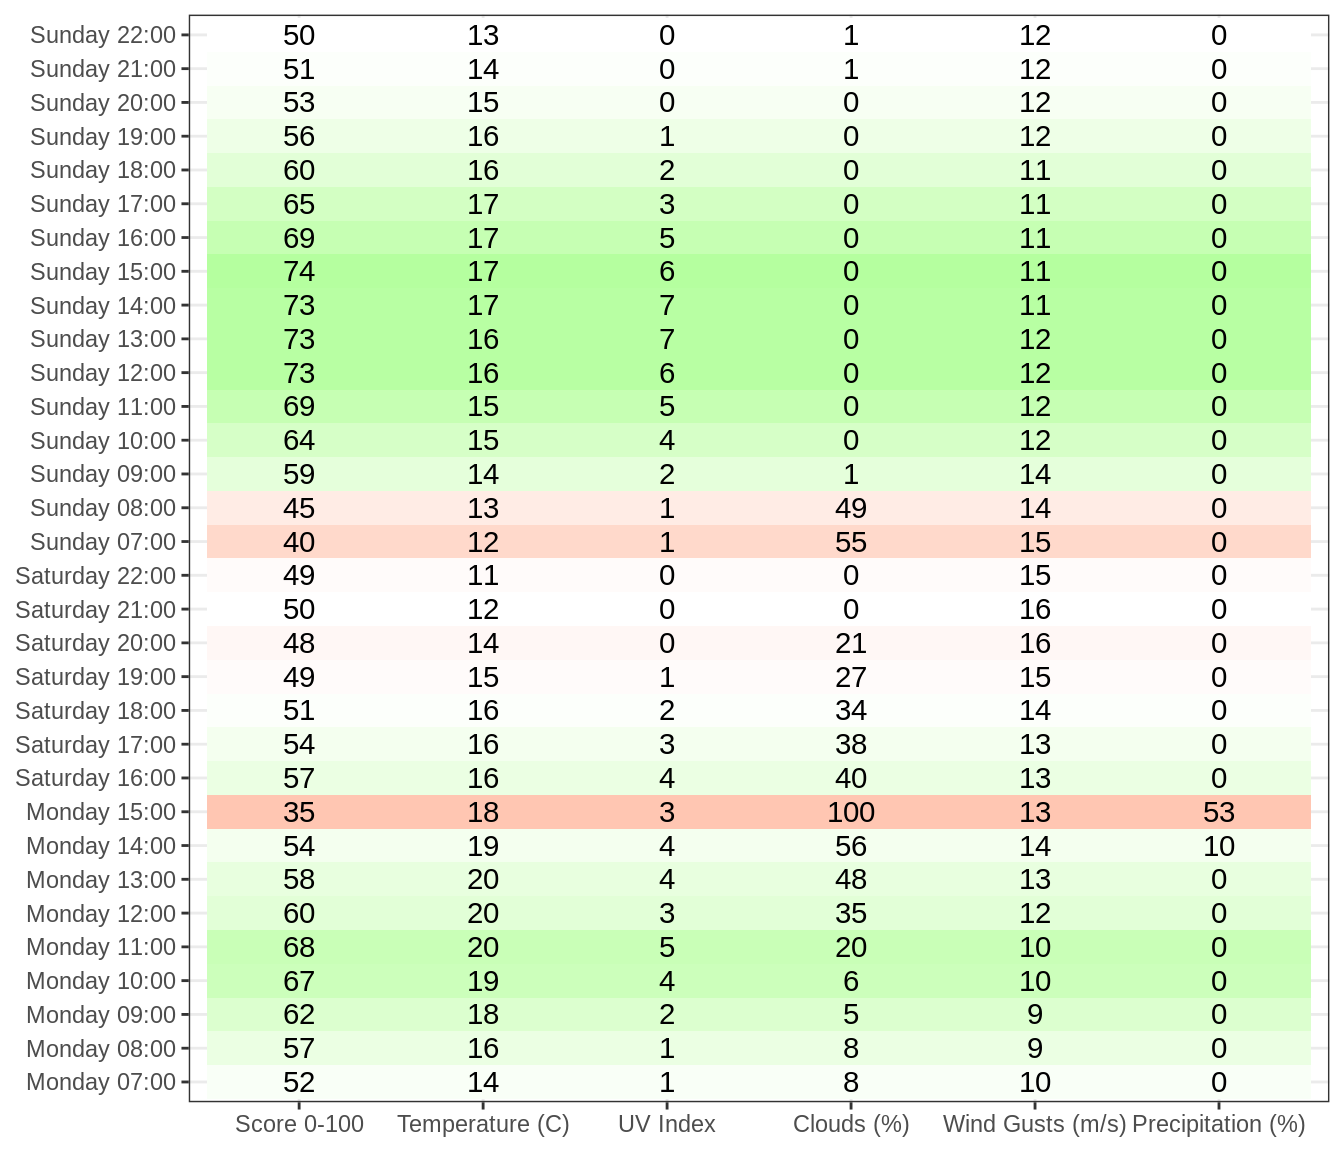 Sunday 22:00 50 13 0 1 12 0
Sunday 21:00 51 14 0 1 12 0
Sunday 20:00 53 15 0 0 12 0
Sunday 19:00 56 16 1 0 12 0
Sunday 18:00 60 16 2 0 11 0
Sunday 17:00 65 17 3 0 11 0
Sunday 16:00 69 17 5 0 11 0
Sunday 15:00 74 17 6 0 11 0
Sunday 14:00 73 17 7 0 11 0
Sunday 13:00 73 16 7 0 12 0
Sunday 12:00 73 16 6 0 12 0
Sunday 11:00 69 15 5 0 12 0
Sunday 10:00 64 15 4 0 12 0
Sunday 09:00 59 14 2 1 14 0
Sunday 08:00 45 13 1 49 14 0
Sunday 07:00 40 12 1 55 15 0
Saturday 22:00 49 11 0 0 15 0
Saturday 21:00 50 12 0 0 16 0
Saturday 20:00 48 14 0 21 16 0
Saturday 19:00 49 15 1 27 15 0
Saturday 18:00 51 16 2 34 14 0
Saturday 17:00 54 16 3 38 13 0
Saturday 16:00 57 16 4 40 13 0
Monday 15:00 35 18 3 100 13 53
Monday 14:00 54 19 4 56 14 10
Monday 13:00 58 20 4 48 13 0
Monday 12:00 60 20 3 35 12 0
Monday 11:00 68 20 5 20 10 0
Monday 10:00 67 19 4 6 10 0
Monday 09:00 62 18 2 5 9 0
Monday 08:00 57 16 1 8 9 0
Monday 07:00 52 14 1 8 10 0
Score 0-100 Temperature (C) UV Index Clouds (%) Wind Gusts (m/s) Precipitation (%)